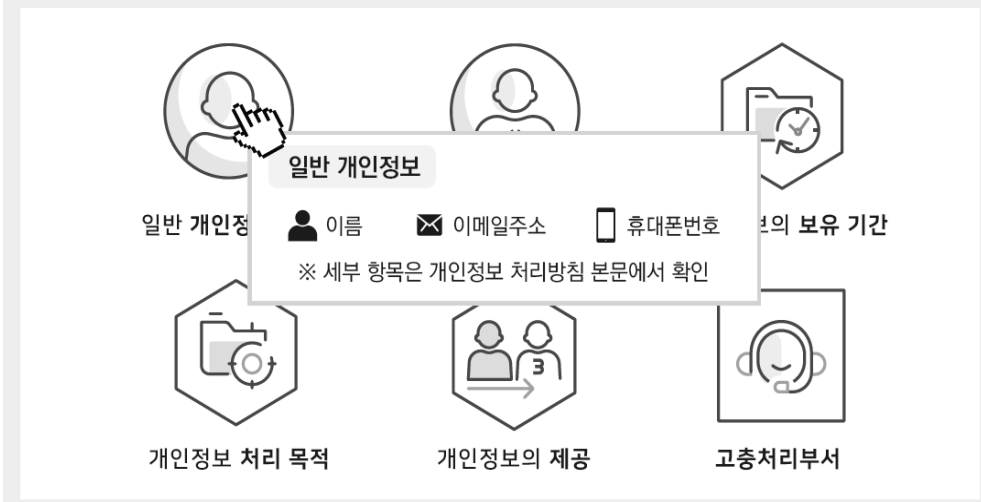 일반 개인정보
이름
이메일주소
휴대폰번호
※ 세부 항목은 개인정보 처리방침 본문에서 확인
일반 개인정
의 보유 기간
개인정보 처리 목적
개인정보의 제공
3
고충처리부서